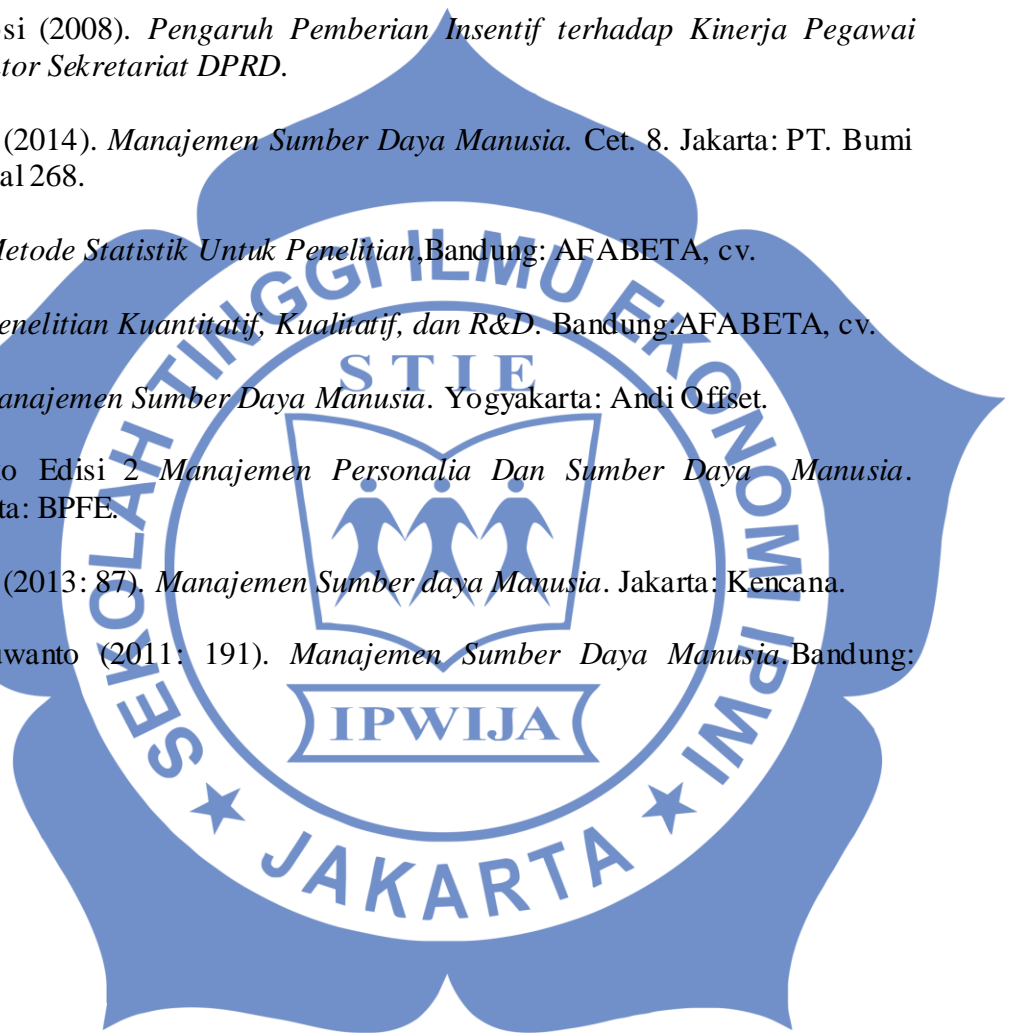 si (2008). Pengaruh Pemberian Insentif terhadap Kinerja Pegawai
tor Sekretariat DPRD.
(2014). Manajemen Sumber Daya Manusia. Cet. 8. Jakarta: PT. Bumi
al 268.
Metode Statistik Untuk Penelitian,Bandung: AFABETA, cv.
enelitian Kuantitatif, Kualitatif, dan R&D. Bandung:AFABETA, cv.
anajemen Sumber Daya Manusia. Yogyakarta: Andi Offset.
ko Edisi 2 Manajemen Personalia Dan Sumber Daya Manusia.
ta: BPFE.
(2013: 87). Manajemen Sumber daya Manusia. Jakarta: Kencana.
uwanto (2011: 191). Manajemen Sumber Daya Manusia.Bandung:
SEKOLAH TINGGI ILMU EKONOMI IPWI
STIE
IPWIJA
JAKARTA